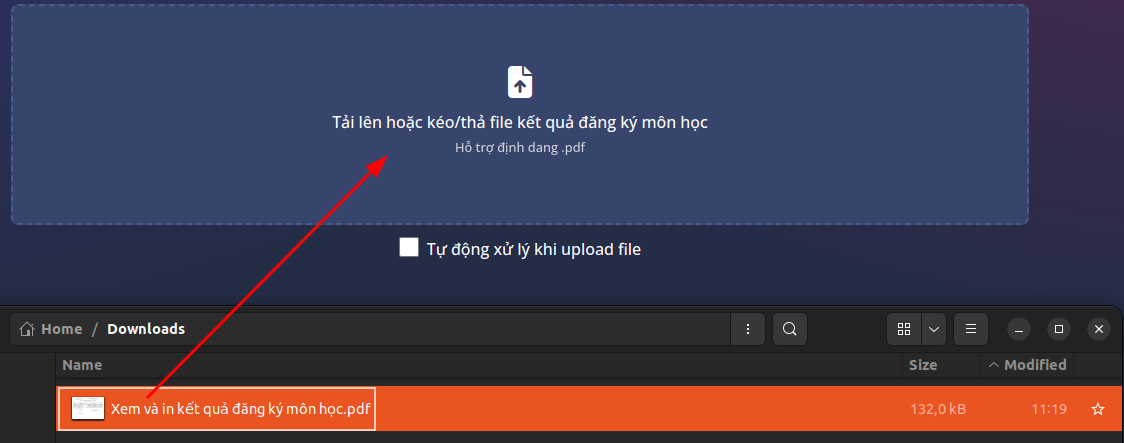 Tải lên hoặc kéo/thả file kết quả đăng ký môn học
Hỗ trợ định dang .pdf
Tự động xử lý khi upload file
Home / Downloads
Name Size Modified
Xem và in kết quả đăng ký môn học.pdf 132,0 kB 11:19